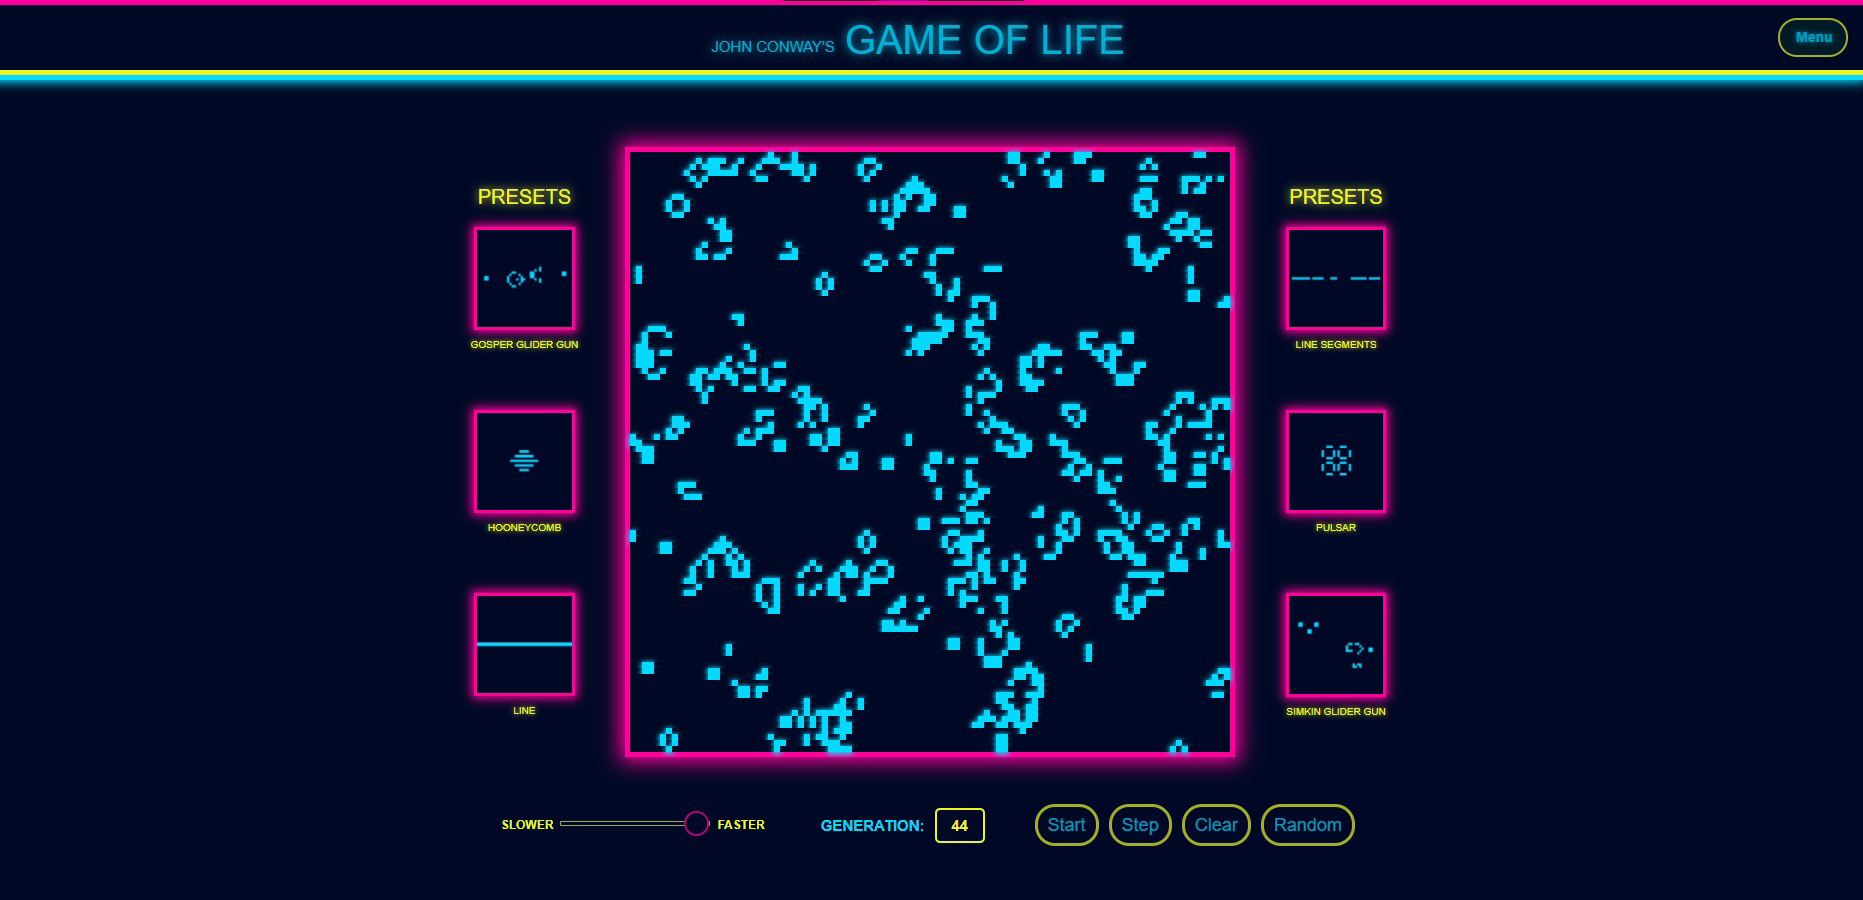 JOHN CONWAY'S GAME OF LIFE
Menu
PRESETS
GOSPER GLIDER GUN
HOONEYCOMB
LINE
PRESETS
LINE SEGMENTS
PULSAR
SIMKIN GLIDER GUN
SLOWER FASTER GENERATION: 44 Start Step Clear Random